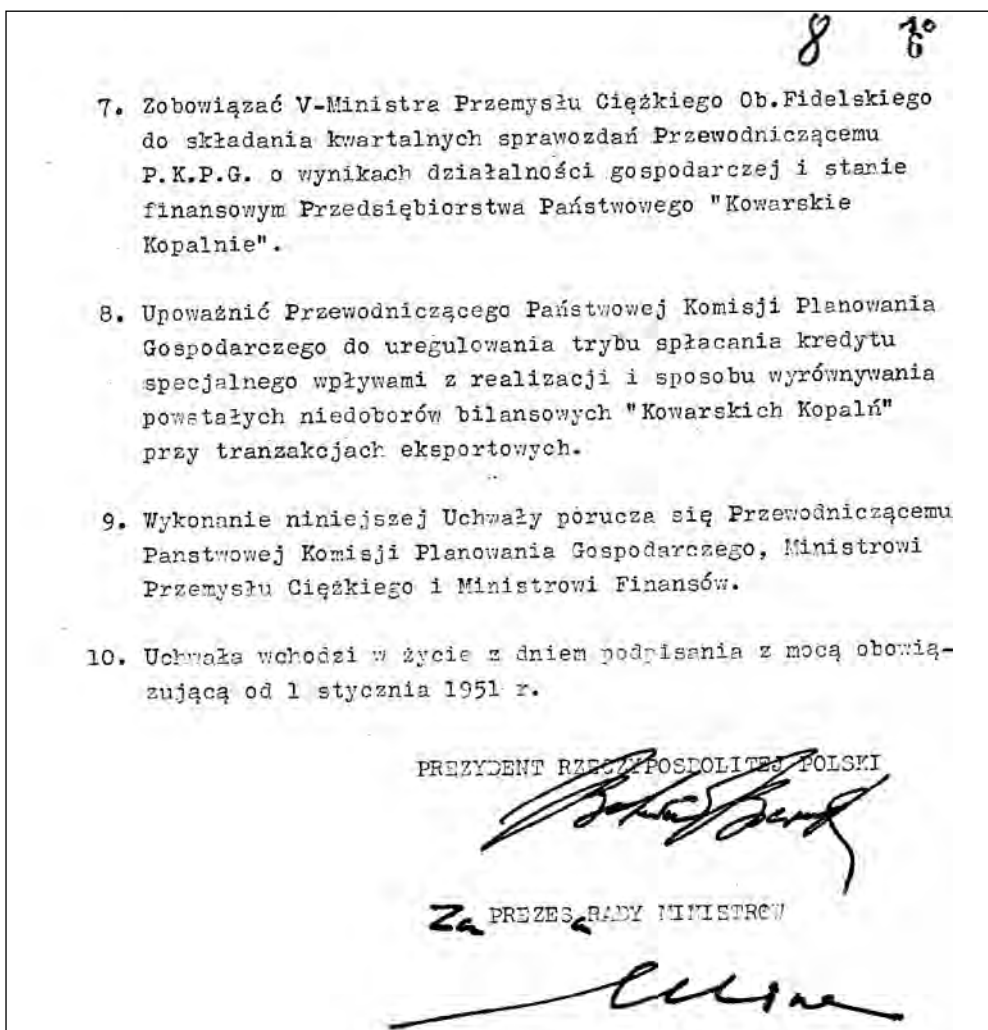 8 10
6
7. Zobowiązać V-Ministra Przemysłu Ciężkiego Ob.Fidelskiego
do składania kwartalnych sprawozdań Przewodniczącemu
P.K.P.G. o wynikach działalności gospodarczej i stanie
finansowym Przedsiębiorstwa Państwowego "Kowarskie
Kopalnie".
8. Upoważnić Przewodniczącego Państwowej Komisji Planowania
Gospodarczego do uregulowania trybu spłacania kredytu
specjalnego wpływami z realizacji i sposobu wyrównywania
powstałych niedoborów bilansowych "Kowarskich Kopalń"
przy tranzakcjach eksportowych.
9. Wykonanie niniejszej Uchwały porucza się Przewodniczącemu
Panstwowej Komisji Planowania Gospodarczego, Ministrowi
Przemysłu Ciężkiego i Ministrowi Finansów.
10. Uchwała wchodzi w życie z dniem podpisania z mocą obowią-
zującą od 1 stycznia 1951 r.
PREZYDENT RZECZYPOSPOLITEJ POLSKI
Za PREZESa RADY MINISTROW